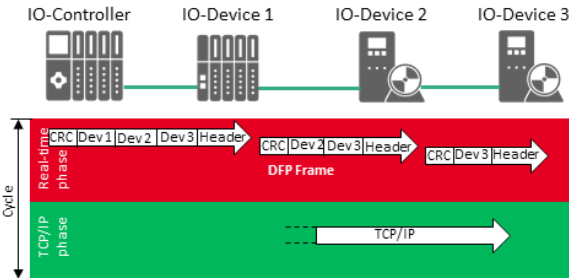 IO-Controller IO-Device 1 IO-Device 2 IO-Device 3
Cycle
Real-time
phase
CRC Dev 1 Dev 2 Dev 3 Header
CRC Dev 2 Dev 3 Header
CRC Dev 3 Header
DFP Frame
TCP/IP
phase
TCP/IP